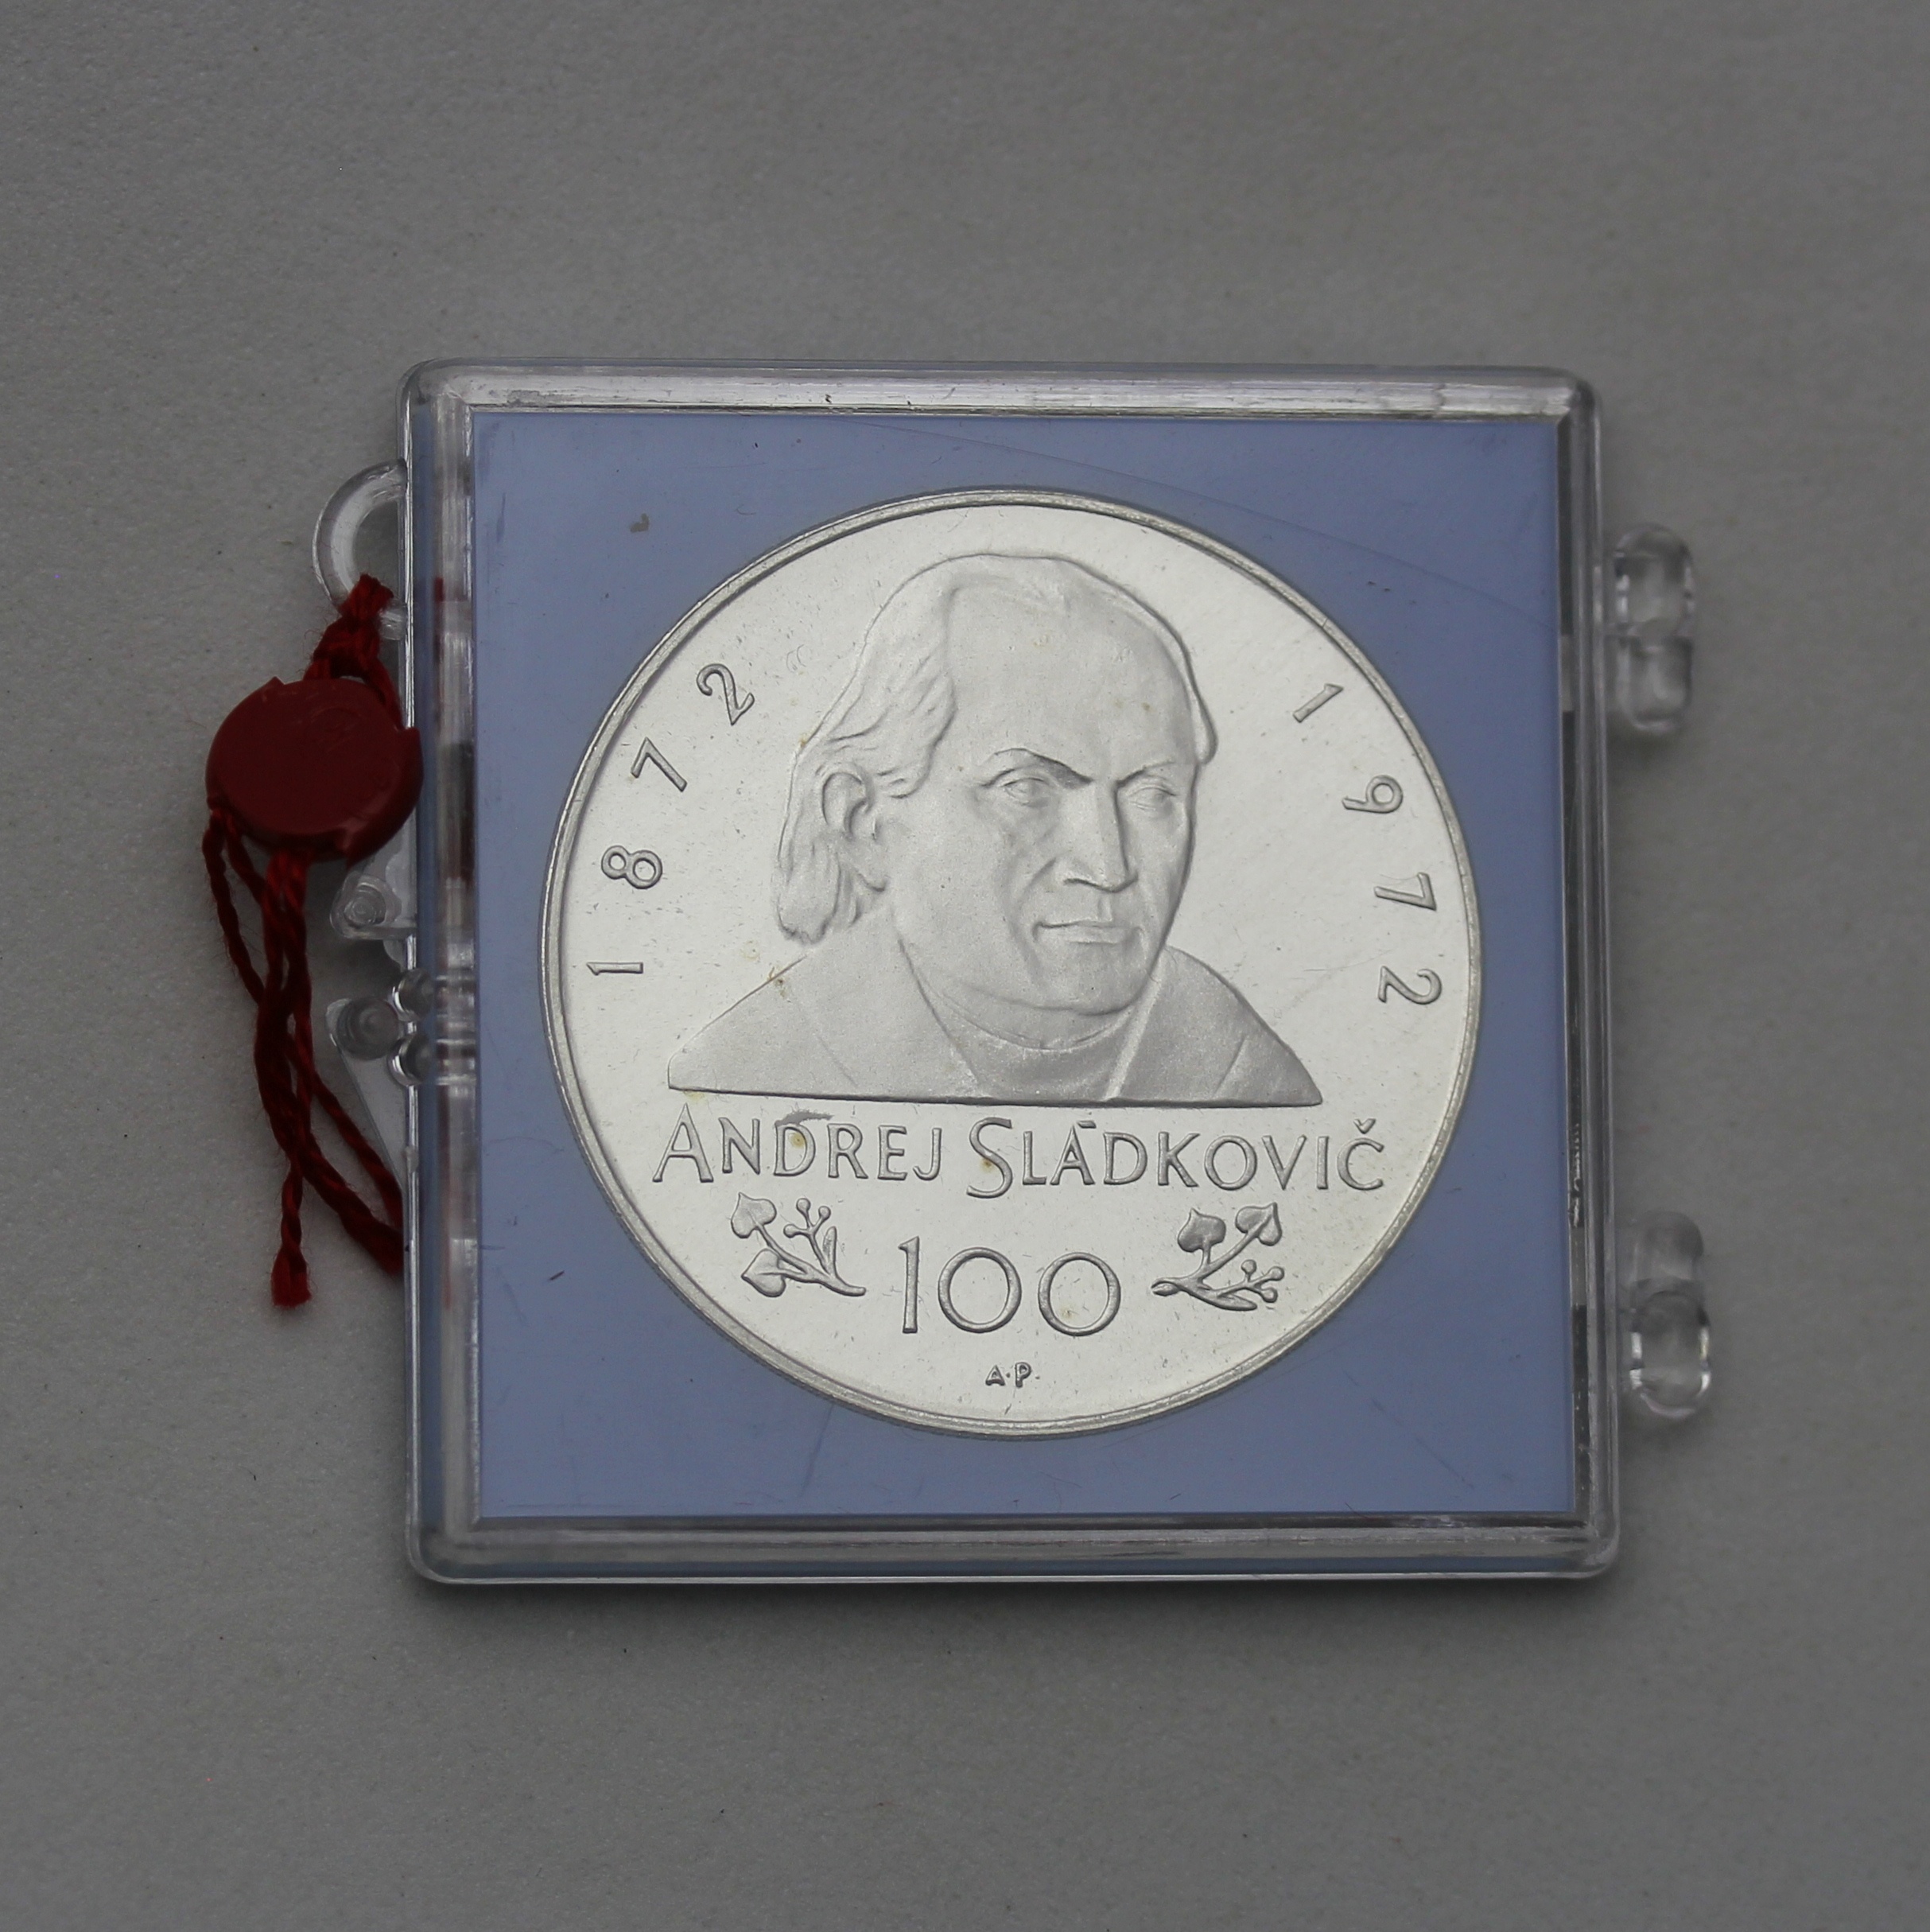 1872
1972
ANDREJ SLÁDKOVIČ
100
A·P·